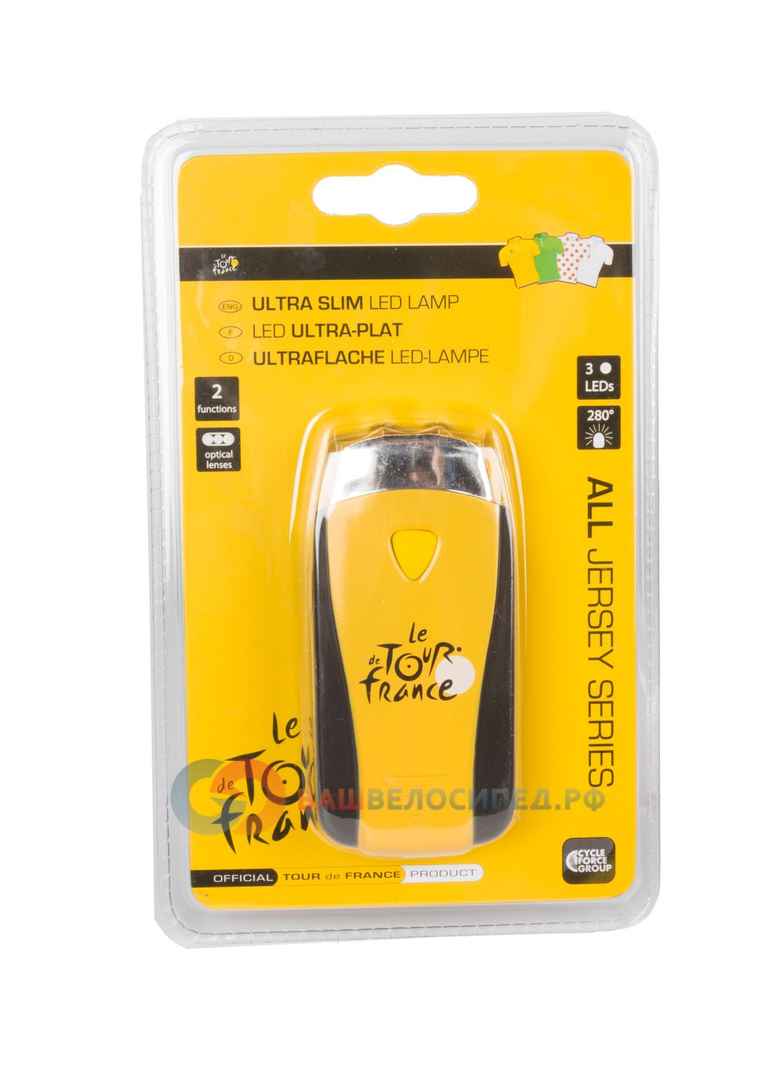 Le
de Tour
france
ENG ULTRA SLIM LED LAMP
F LED ULTRA-PLAT
D ULTRAFLACHE LED-LAMPE
2
functions
optical
lenses
3
LEDs
280°
ALL JERSEY SERIES
Le
de Tour
france
Le
de Tour
france
ВАШВЕЛОСИПЕД.РФ
OFFICIAL TOUR de FRANCE PRODUCT
CYCLE
FORCE
GROUP